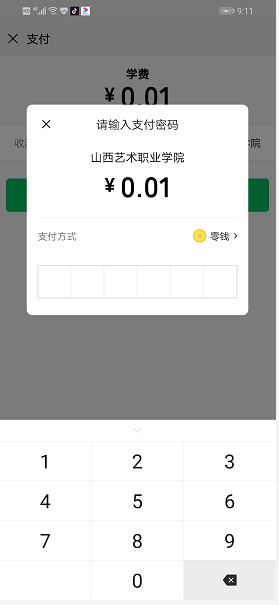 9:11
支付
学费
¥0.01
请输入支付密码
山西艺术职业学院
¥0.01
支付方式 零钱
1 2 3
4 5 6
7 8 9
0